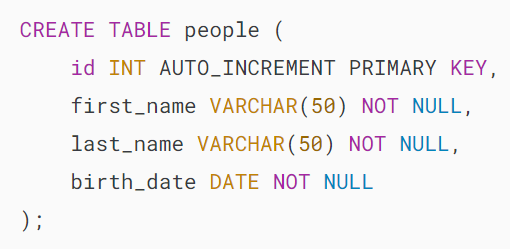 CREATE TABLE people (
    id INT AUTO_INCREMENT PRIMARY KEY,
    first_name VARCHAR(50) NOT NULL,
    last_name VARCHAR(50) NOT NULL,
    birth_date DATE NOT NULL
);